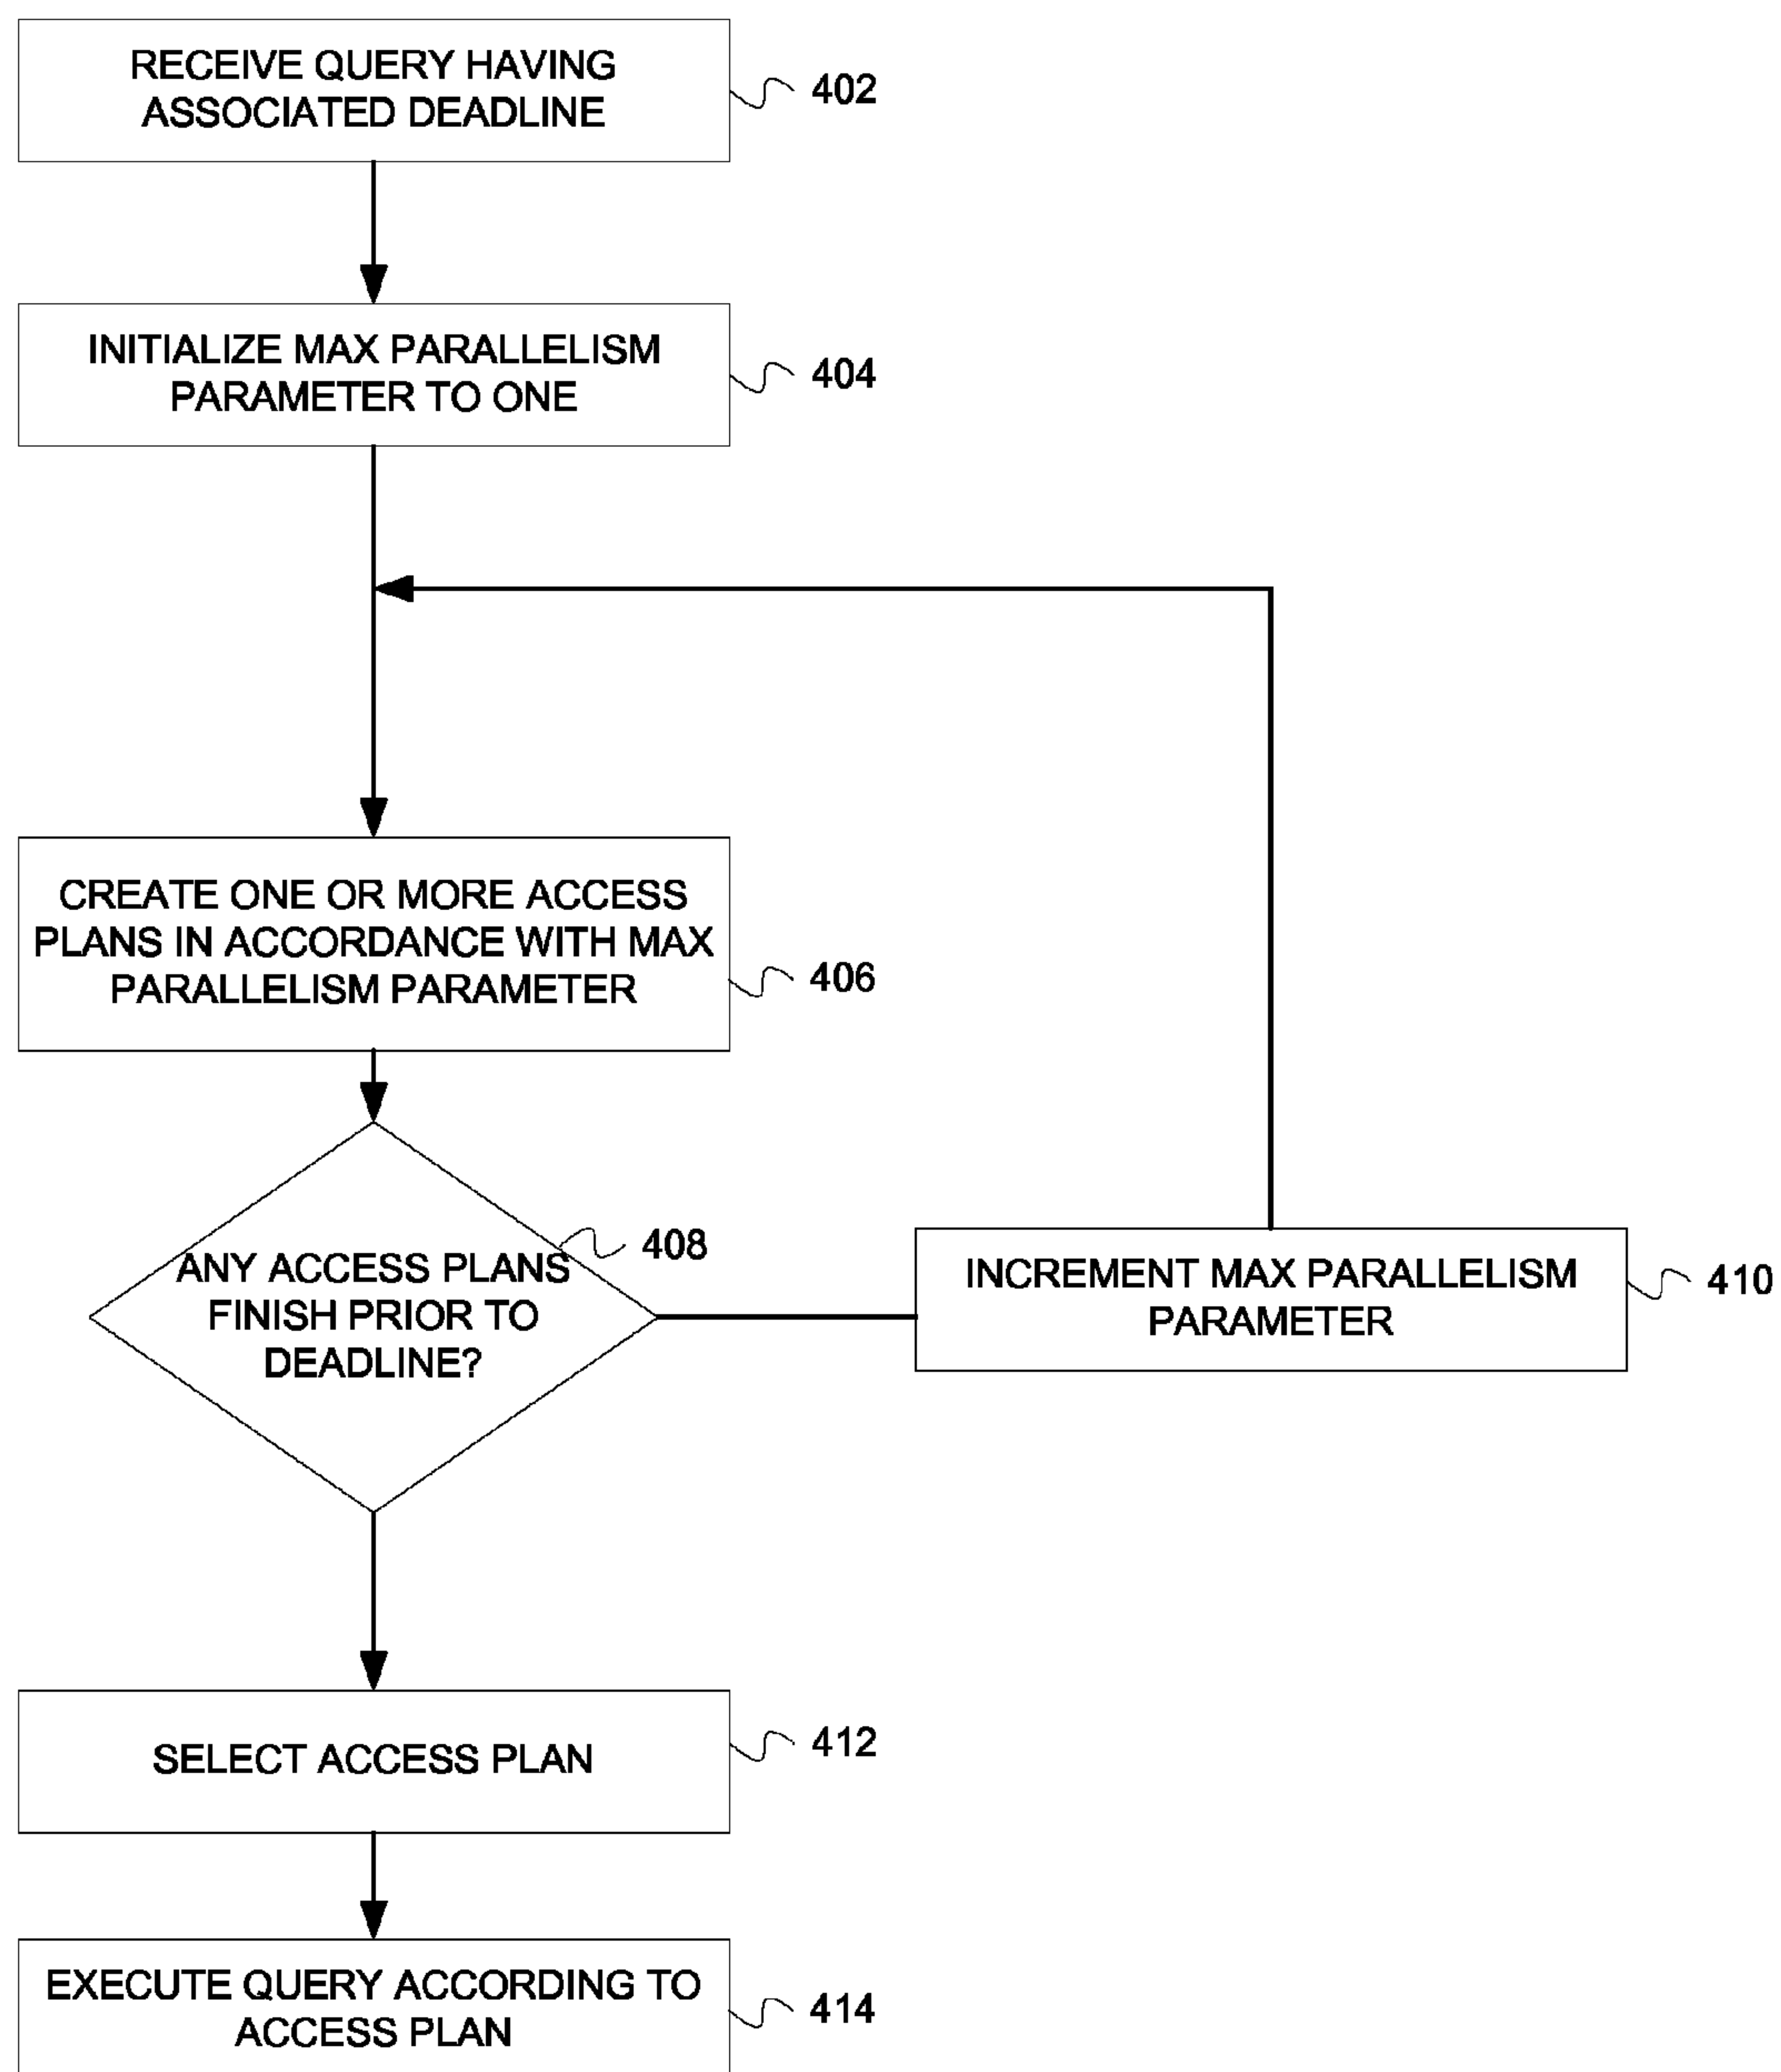 RECEIVE QUERY HAVING
ASSOCIATED DEADLINE
402
INITIALIZE MAX PARALLELISM
PARAMETER TO ONE
404
CREATE ONE OR MORE ACCESS
PLANS IN ACCORDANCE WITH MAX
PARALLELISM PARAMETER
406
408
ANY ACCESS PLANS
FINISH PRIOR TO
DEADLINE?
INCREMENT MAX PARALLELISM
PARAMETER
410
SELECT ACCESS PLAN
412
EXECUTE QUERY ACCORDING TO
ACCESS PLAN
414